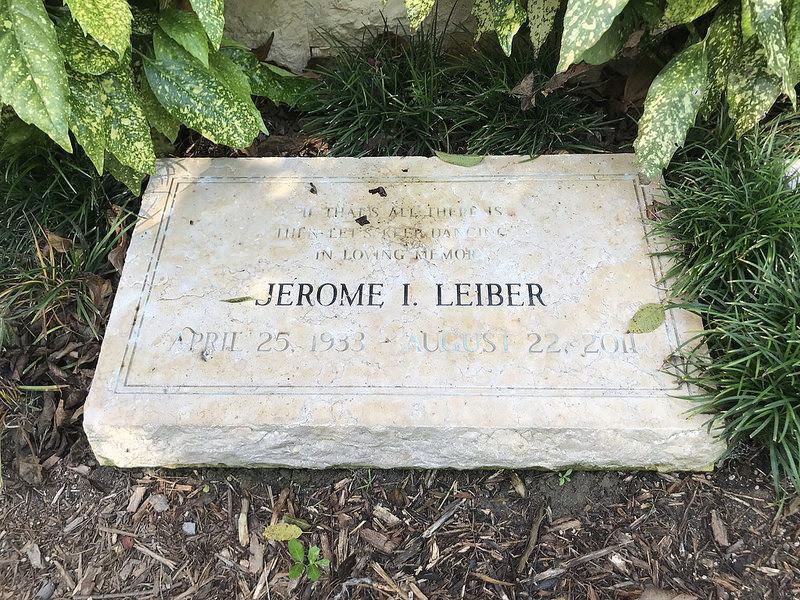 "IF THAT'S ALL THERE IS
THEN LET'S KEEP DANCING"
IN LOVING MEMORY
JEROME I. LEIBER
APRIL 25, 1933 - AUGUST 22, 2011